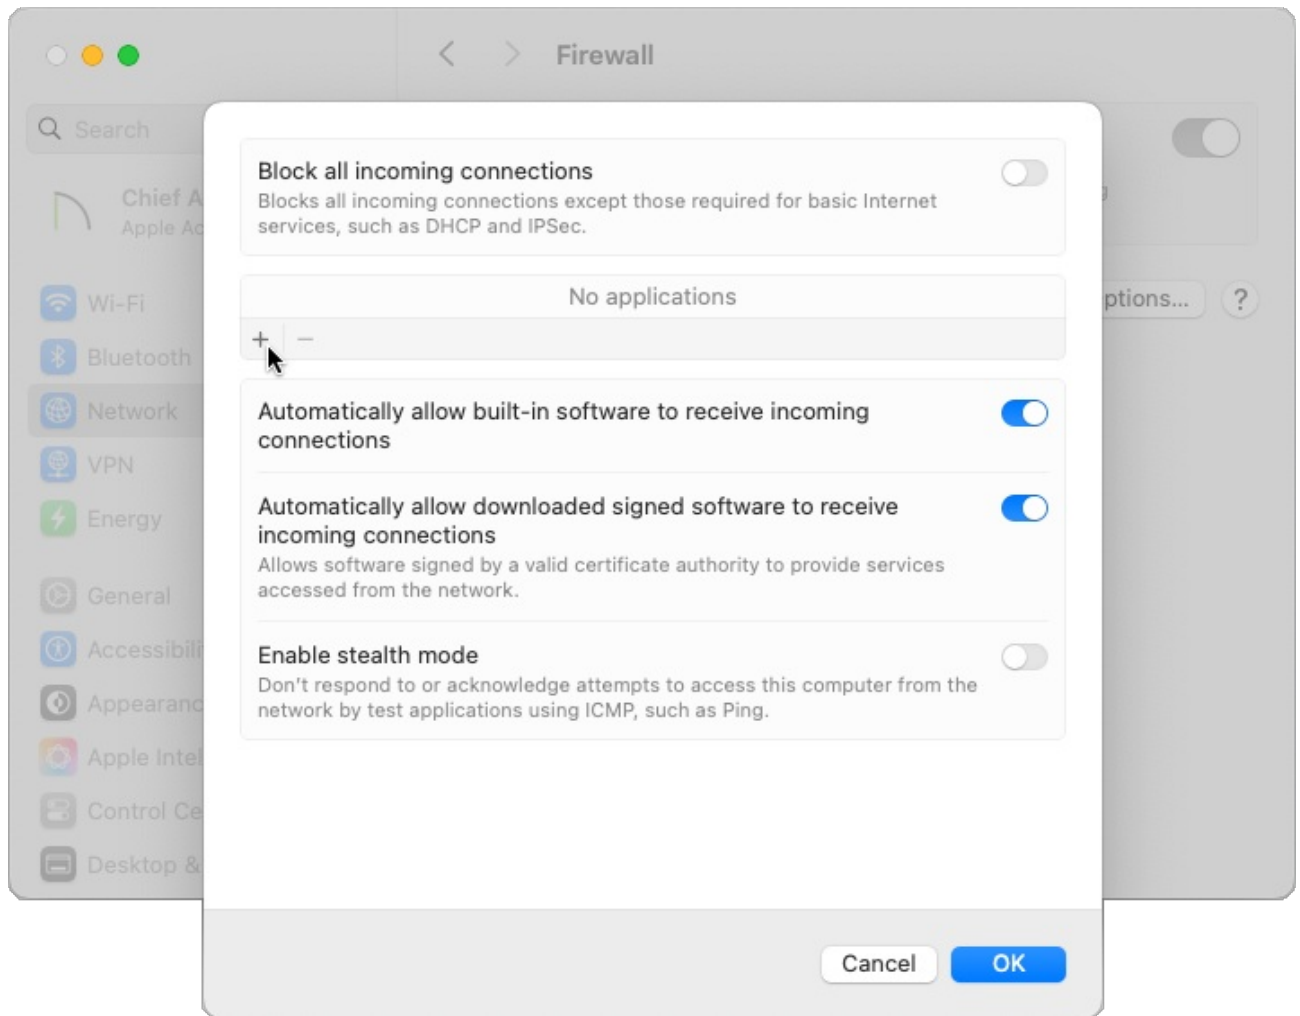 Firewall
Search
Chief A
Apple Ac
Wi-Fi
Bluetooth
Network
VPN
Energy
General
Accessibili
Appearanc
Apple Intel
Control Ce
Desktop &
Block all incoming connections
Blocks all incoming connections except those required for basic Internet
services, such as DHCP and IPSec.
No applications
+ −
Automatically allow built-in software to receive incoming
connections
Automatically allow downloaded signed software to receive
incoming connections
Allows software signed by a valid certificate authority to provide services
accessed from the network.
Enable stealth mode
Don't respond to or acknowledge attempts to access this computer from the
network by test applications using ICMP, such as Ping.
g
ptions... ?
Cancel OK